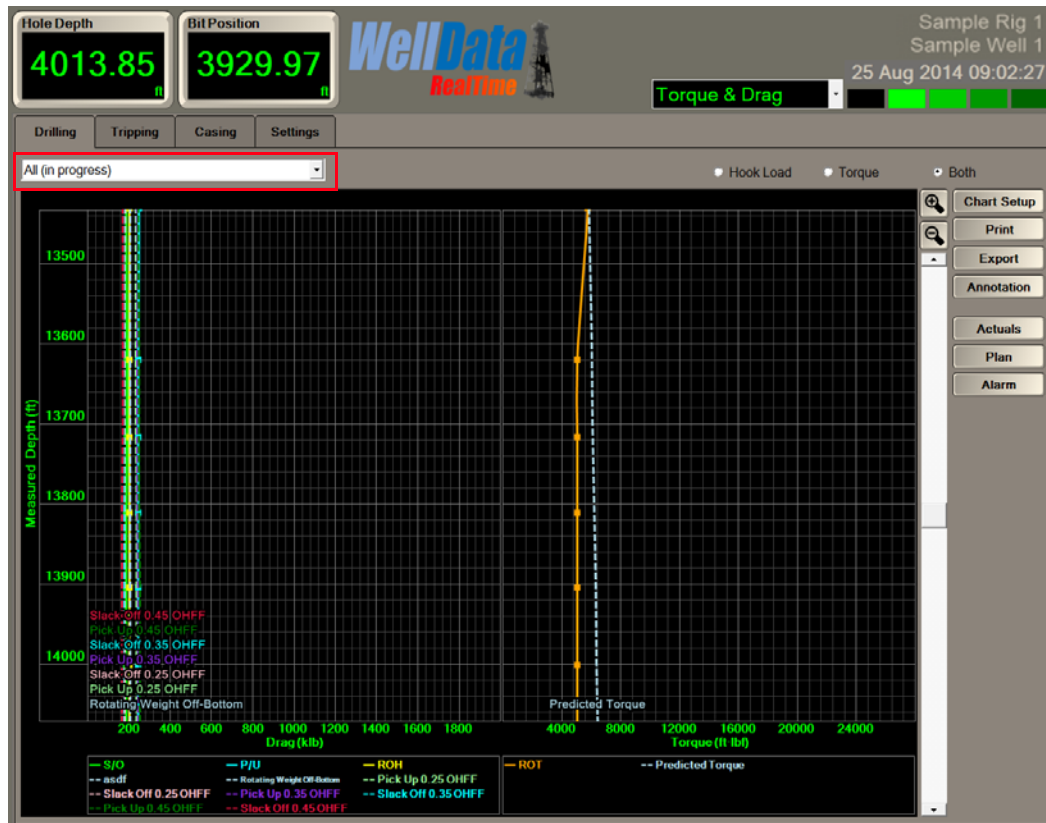 Hole Depth
4013.85
ft
Bit Position
3929.97
ft
WellData
RealTime
Sample Rig 1
Sample Well 1
25 Aug 2014 09:02:27
Torque & Drag
Drilling
Tripping
Casing
Settings
All (in progress)
Hook Load
Torque
Both
Chart Setup
Print
Export
Annotation
Actuals
Plan
Alarm
Measured Depth (ft)
13500
13600
13700
13800
13900
14000
Slack Off 0.45 OHFF
Pick Up 0.45 OHFF
Slack Off 0.35 OHFF
Pick Up 0.35 OHFF
Slack Off 0.25 OHFF
Pick Up 0.25 OHFF
Rotating Weight Off-Bottom
Predicted Torque
200 400 600 800 1000 1200 1400 1600 1800
Drag (klb)
4000 8000 12000 16000 20000 24000
Torque (ft·lbf)
S/O P/U ROH
asdf Rotating Weight Off-Bottom Pick Up 0.25 OHFF
Slack Off 0.25 OHFF Pick Up 0.35 OHFF Slack Off 0.35 OHFF
Pick Up 0.45 OHFF Slack Off 0.45 OHFF
ROT Predicted Torque